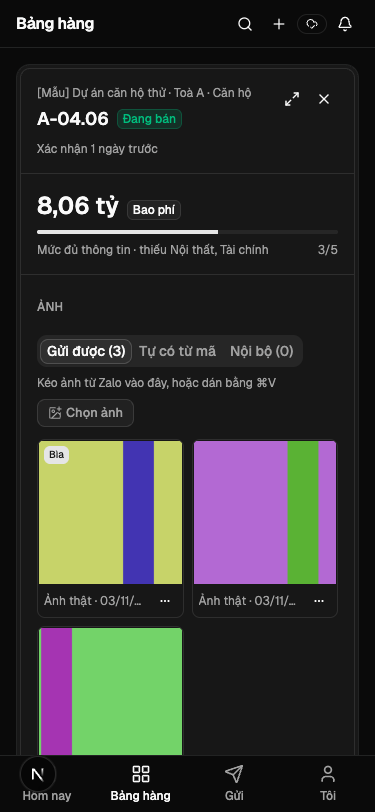 Bảng hàng
[Mẫu] Dự án căn hộ thử · Toà A · Căn hộ
A-04.06 Đang bán
Xác nhận 1 ngày trước
8,06 tỷ Bao phí
Mức đủ thông tin · thiếu Nội thất, Tài chính 3/5
ẢNH
Gửi được (3) Tự có từ mã Nội bộ (0)
Kéo ảnh từ Zalo vào đây, hoặc dán bằng ⌘V
Chọn ảnh
Bìa
Ảnh thật · 03/11/... ...
Ảnh thật · 03/11/... ...
N
Hôm nay Bảng hàng Gửi Tôi